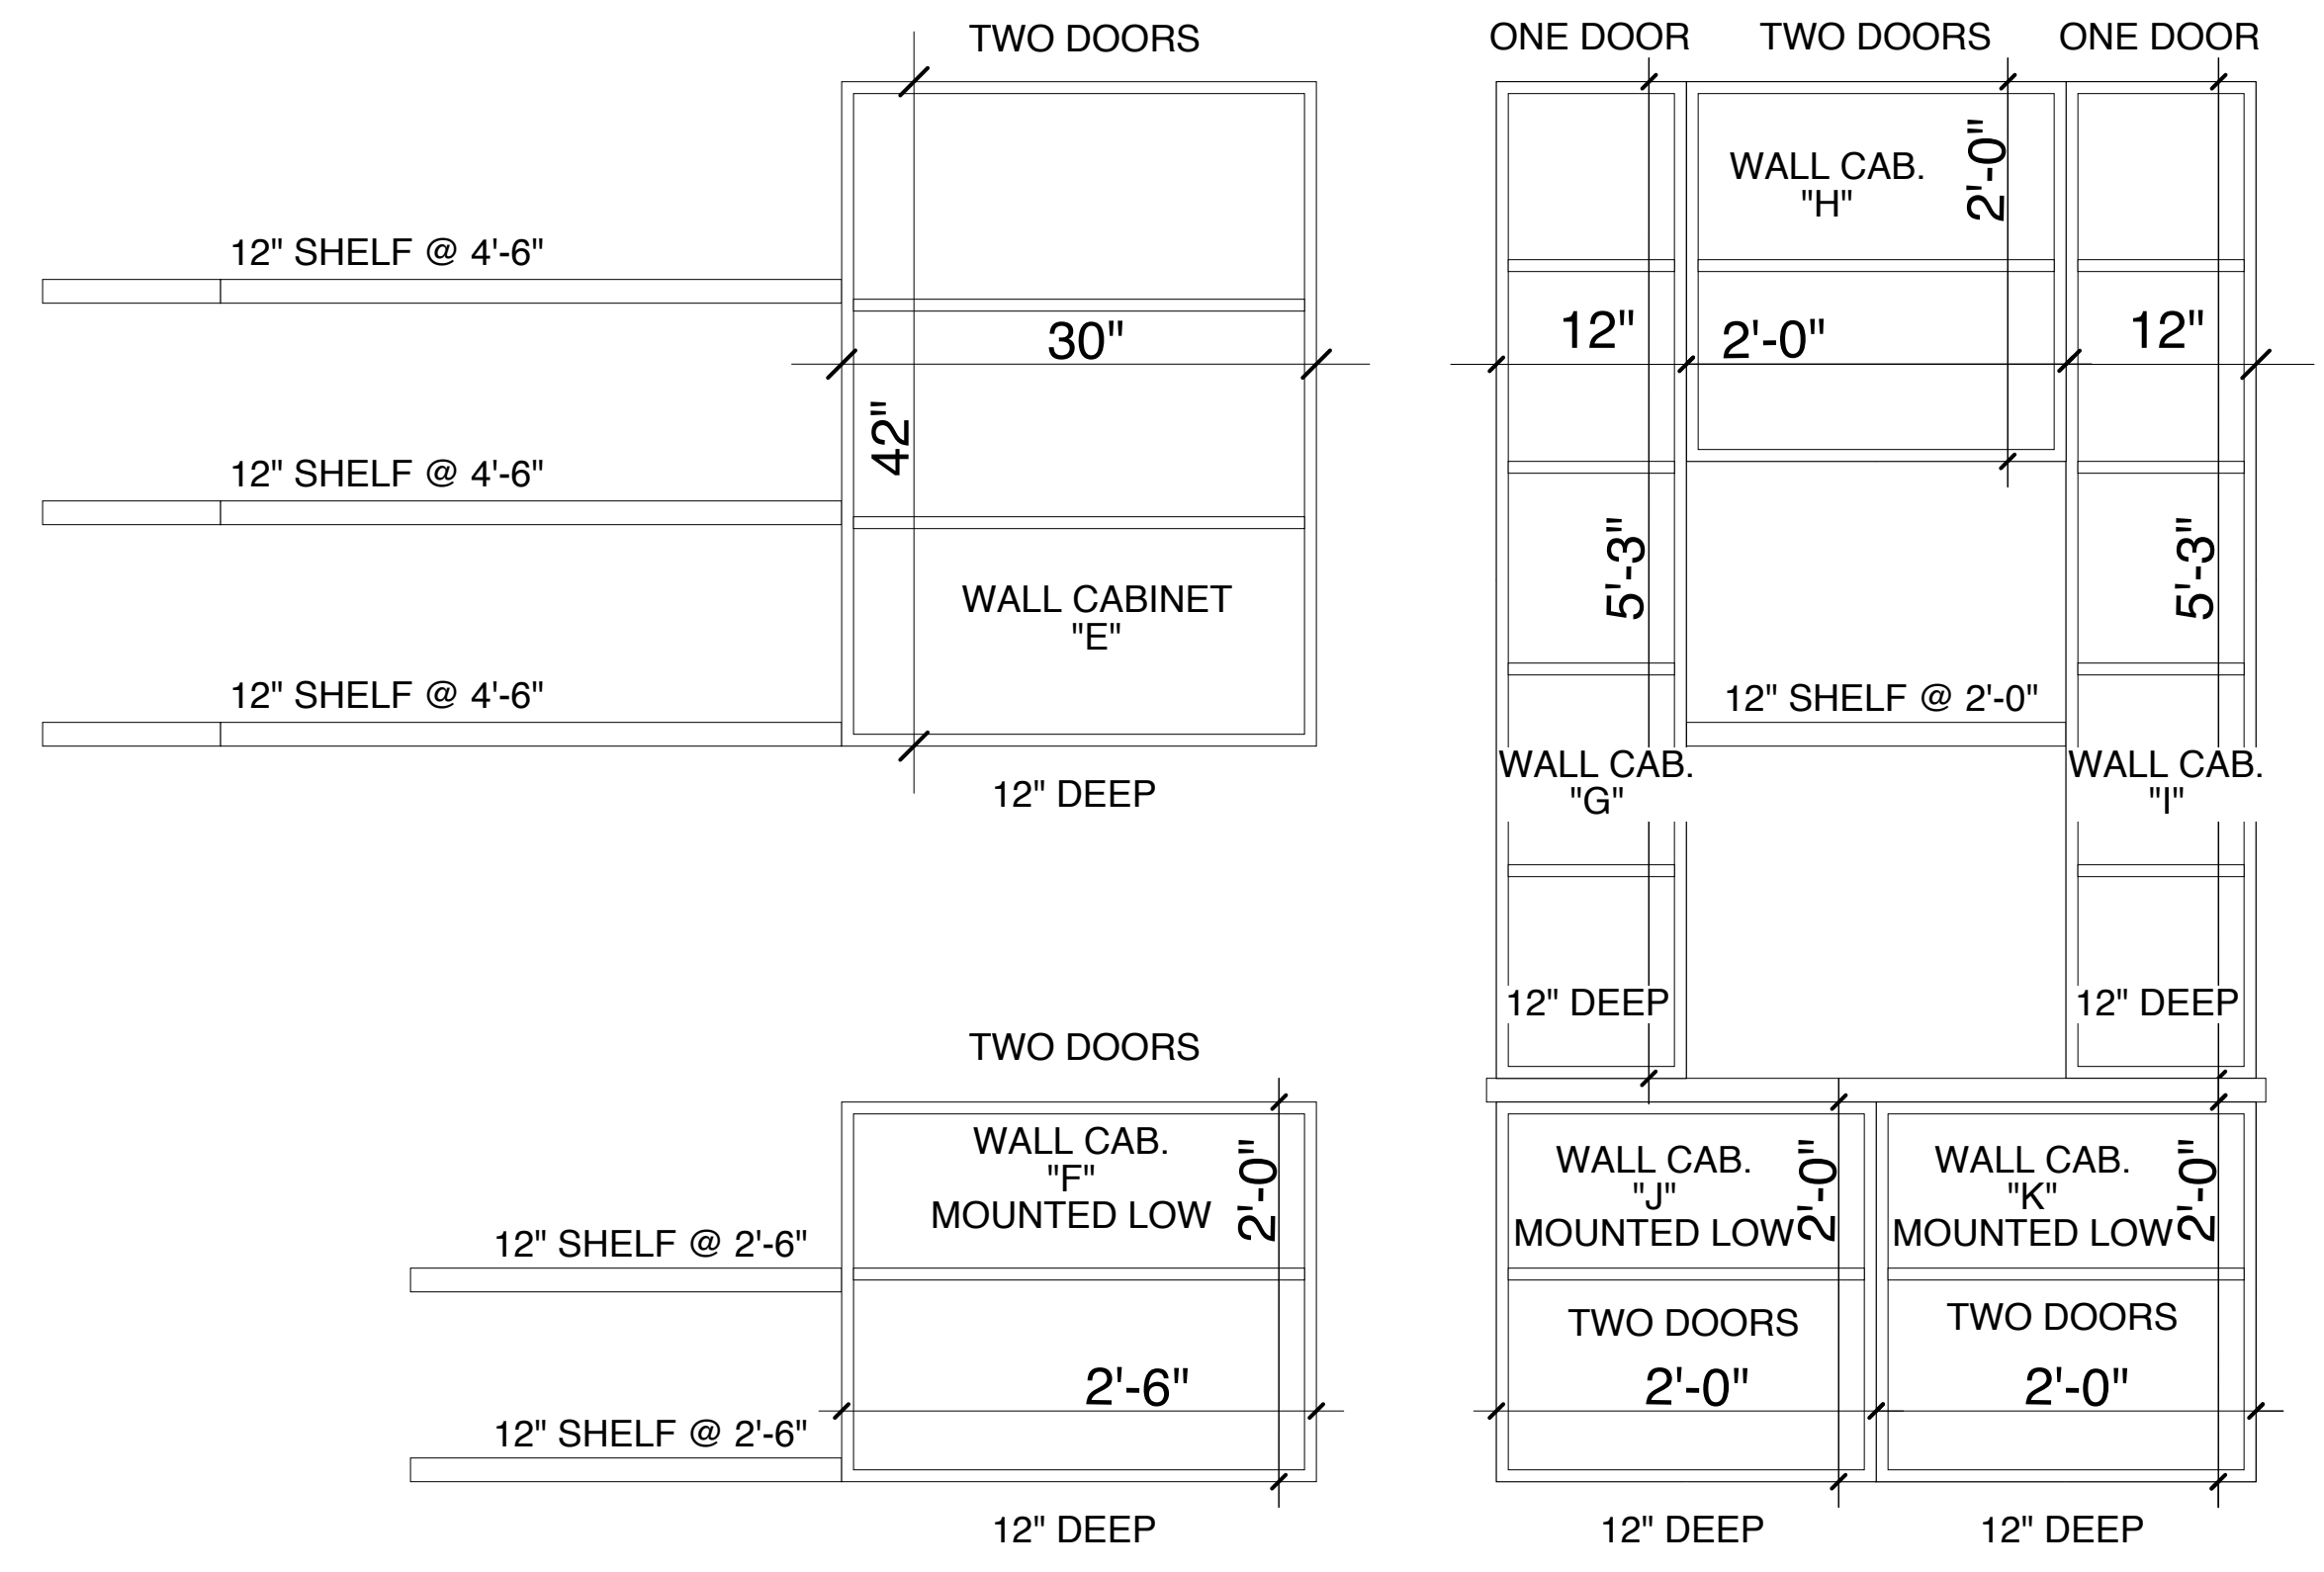 TWO DOORS
12" SHELF @ 4'-6"
30"
42"
12" SHELF @ 4'-6"
WALL CABINET
"E"
12" SHELF @ 4'-6"
12" DEEP
TWO DOORS
WALL CAB.
"F"
MOUNTED LOW
2'-0"
12" SHELF @ 2'-6"
2'-6"
12" SHELF @ 2'-6"
12" DEEP
ONE DOOR
TWO DOORS
ONE DOOR
WALL CAB.
"H"
2'-0"
12"
2'-0"
12"
5'-3"
5'-3"
12" SHELF @ 2'-0"
WALL CAB.
"G"
WALL CAB.
"I"
12" DEEP
12" DEEP
WALL CAB.
"J"
MOUNTED LOW
2'-0"
WALL CAB.
"K"
MOUNTED LOW
2'-0"
TWO DOORS
TWO DOORS
2'-0"
2'-0"
12" DEEP
12" DEEP